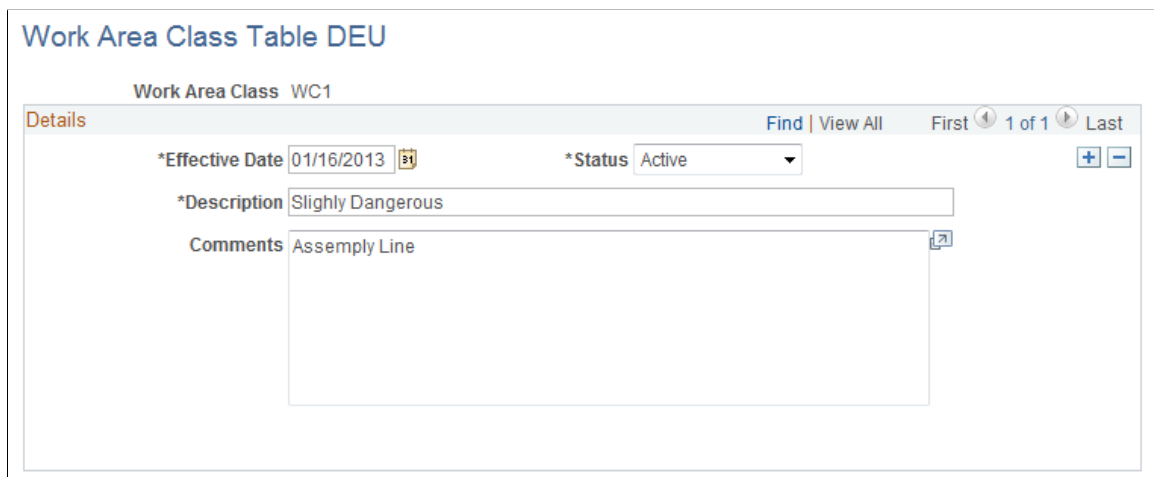 Work Area Class Table DEU
Work Area Class WC1
Details Find | View All First 1 of 1 Last
*Effective Date 01/16/2013 31 *Status Active
*Description Slighly Dangerous
Comments Assemply Line